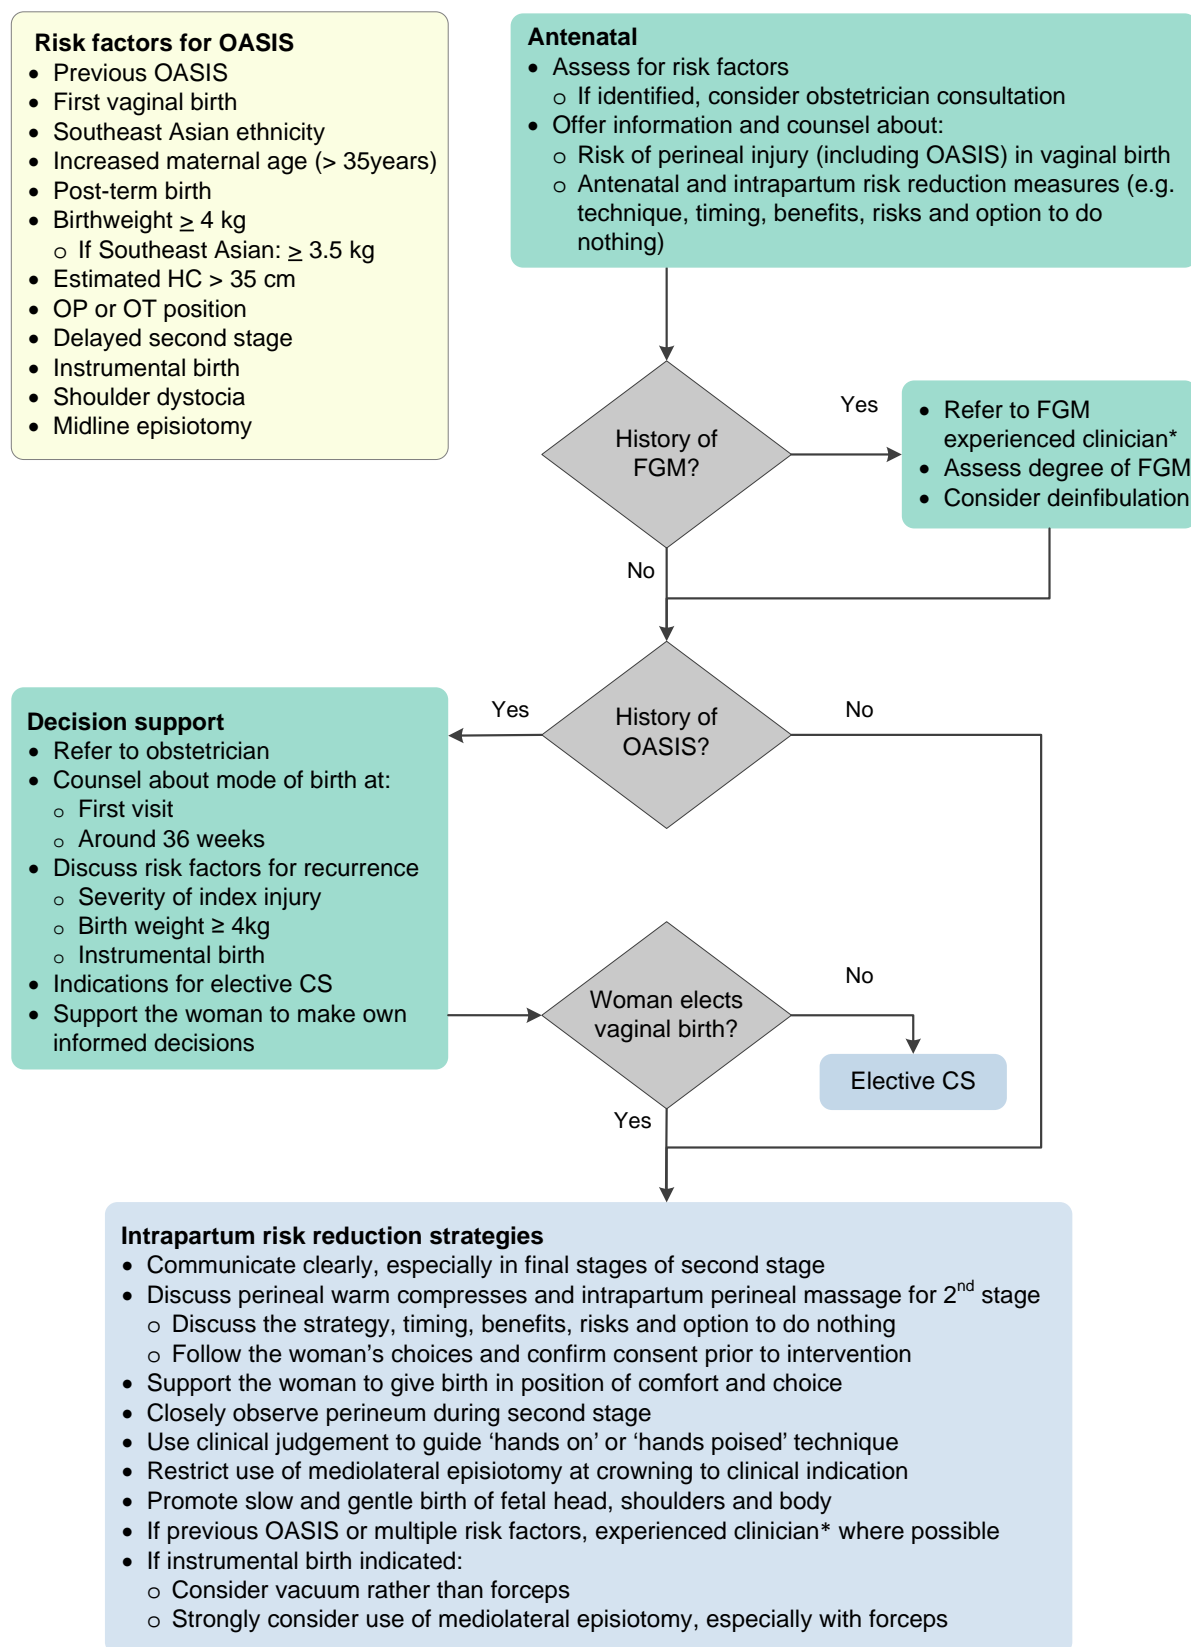 Risk factors for OASIS
• Previous OASIS
• First vaginal birth
• Southeast Asian ethnicity
• Increased maternal age (> 35years)
• Post-term birth
• Birthweight ≥ 4 kg
o If Southeast Asian: ≥ 3.5 kg
• Estimated HC > 35 cm
• OP or OT position
• Delayed second stage
• Instrumental birth
• Shoulder dystocia
• Midline episiotomy
Antenatal
• Assess for risk factors
o If identified, consider obstetrician consultation
• Offer information and counsel about:
o Risk of perineal injury (including OASIS) in vaginal birth
o Antenatal and intrapartum risk reduction measures (e.g.
technique, timing, benefits, risks and option to do
nothing)
History of
FGM?
Yes
• Refer to FGM
experienced clinician*
• Assess degree of FGM
• Consider deinfibulation
No
History of
OASIS?
Yes
No
Decision support
• Refer to obstetrician
• Counsel about mode of birth at:
o First visit
o Around 36 weeks
• Discuss risk factors for recurrence
o Severity of index injury
o Birth weight ≥ 4kg
o Instrumental birth
• Indications for elective CS
• Support the woman to make own
informed decisions
Woman elects
vaginal birth?
No
Elective CS
Yes
Intrapartum risk reduction strategies
• Communicate clearly, especially in final stages of second stage
• Discuss perineal warm compresses and intrapartum perineal massage for 2nd stage
o Discuss the strategy, timing, benefits, risks and option to do nothing
o Follow the woman's choices and confirm consent prior to intervention
• Support the woman to give birth in position of comfort and choice
• Closely observe perineum during second stage
• Use clinical judgement to guide 'hands on' or 'hands poised' technique
• Restrict use of mediolateral episiotomy at crowning to clinical indication
• Promote slow and gentle birth of fetal head, shoulders and body
• If previous OASIS or multiple risk factors, experienced clinician* where possible
• If instrumental birth indicated:
o Consider vacuum rather than forceps
o Strongly consider use of mediolateral episiotomy, especially with forceps